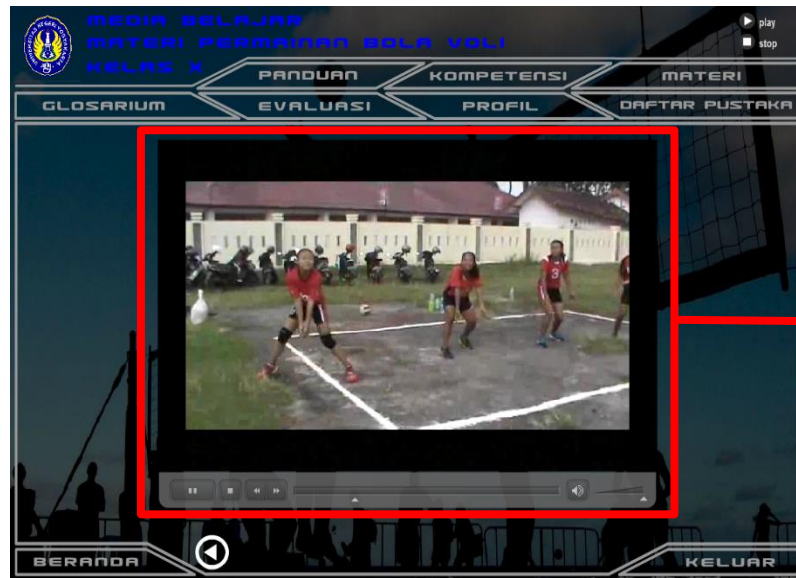 MEDIA BELAJAR
MATERI PERMAINAN BOLA VOLI
KELAS X
play
stop
PANDUAN
KOMPETENSI
MATERI
GLOSARIUM
EVALUASI
PROFIL
DAFTAR PUSTAKA
3
BERANDA
KELUAR